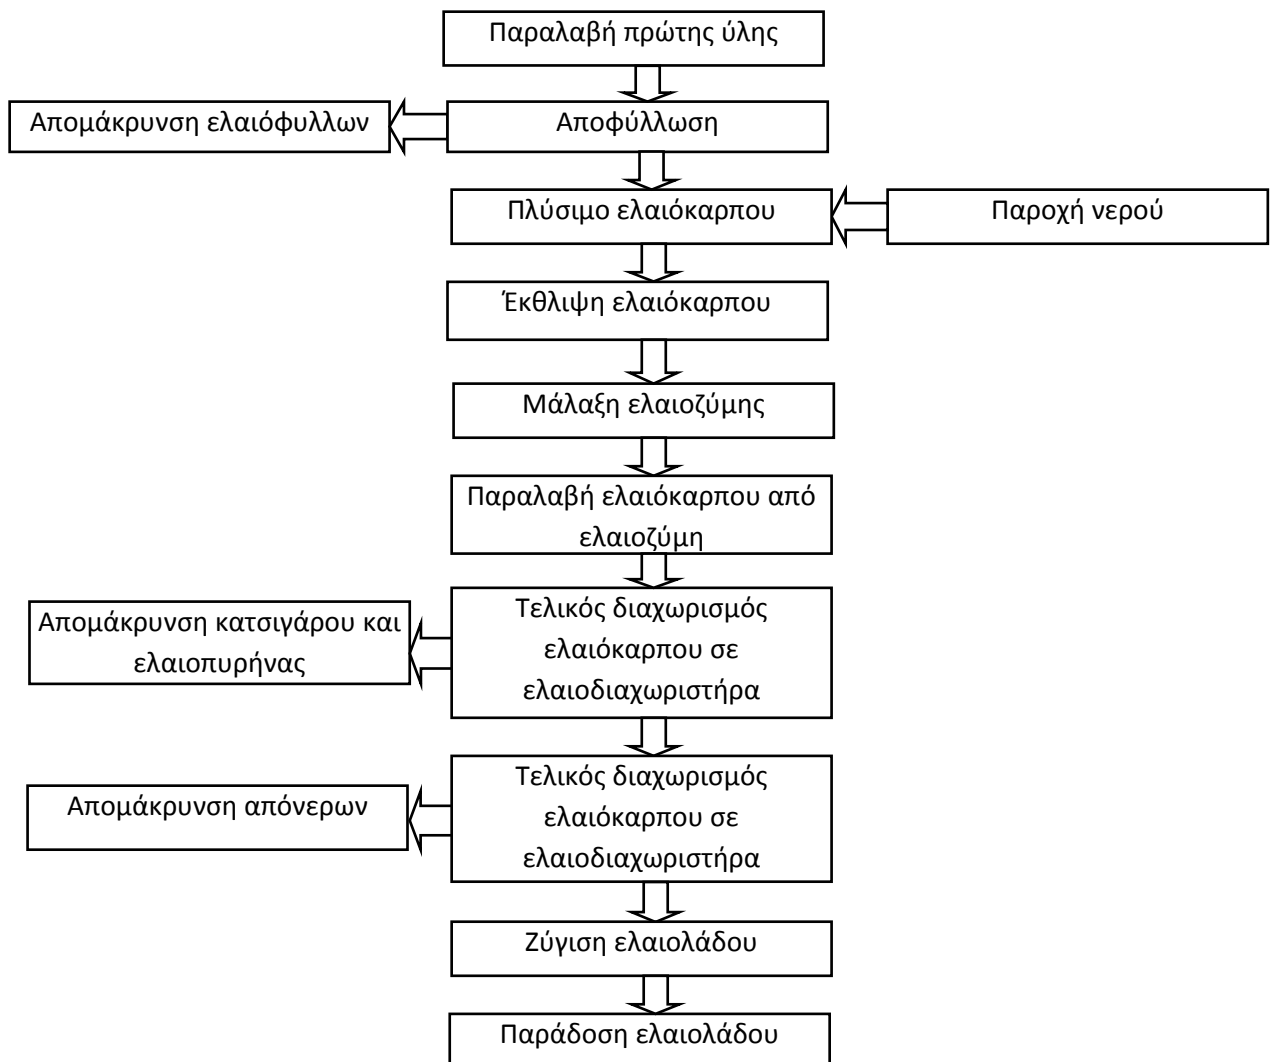 Παραλαβή πρώτης ύλης
Απομάκρυνση ελαιόφυλλων
Αποφύλλωση
Πλύσιμο ελαιόκαρπου
Παροχή νερού
Έκθλιψη ελαιόκαρπου
Μάλαξη ελαιοζύμης
Παραλαβή ελαιόκαρπου από
ελαιοζύμη
Απομάκρυνση κατσιγάρου και
ελαιοπυρήνας
Τελικός διαχωρισμός
ελαιόκαρπου σε
ελαιοδιαχωριστήρα
Απομάκρυνση απόνερων
Τελικός διαχωρισμός
ελαιόκαρπου σε
ελαιοδιαχωριστήρα
Ζύγιση ελαιολάδου
Παράδοση ελαιολάδου